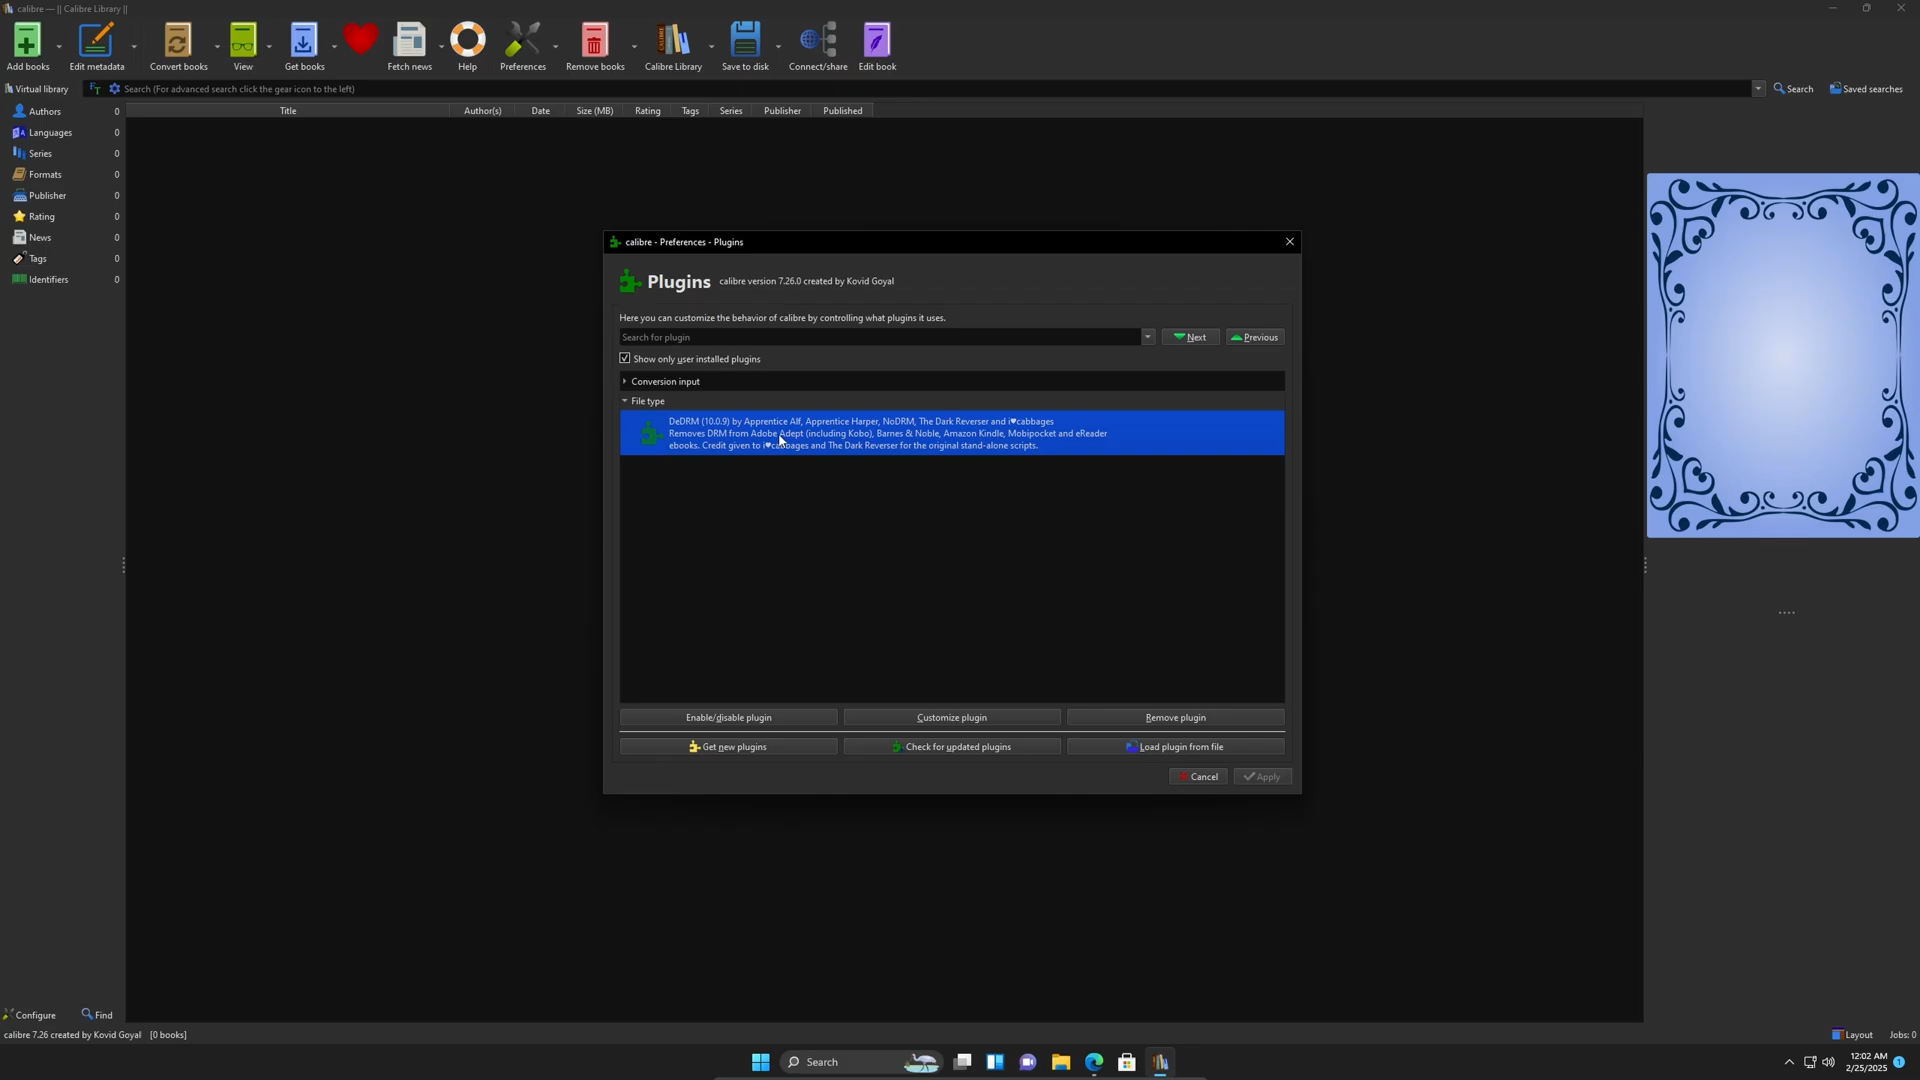 calibre — || Calibre Library ||
Add books
Edit metadata
Convert books
View
Get books
Fetch news
Help
Preferences
Remove books
Calibre Library
Save to disk
Connect/share
Edit book
Virtual library
FT
Search (For advanced search click the gear icon to the left)
Search
Saved searches
Authors 0
Languages 0
Series 0
Formats 0
Publisher 0
Rating 0
News 0
Tags 0
Identifiers 0
Title Author(s) Date Size (MB) Rating Tags Series Publisher Published
calibre - Preferences - Plugins
Plugins calibre version 7.26.0 created by Kovid Goyal
Here you can customize the behavior of calibre by controlling what plugins it uses.
Search for plugin
Next
Previous
Show only user installed plugins
Conversion input
File type
DeDRM (10.0.9) by Apprentice Alf, Apprentice Harper, NoDRM, The Dark Reverser and i♥cabbages
Removes DRM from Adobe Adept (including Kobo), Barnes & Noble, Amazon Kindle, Mobipocket and eReader
ebooks. Credit given to i♥cabbages and The Dark Reverser for the original stand-alone scripts.
Enable/disable plugin
Customize plugin
Remove plugin
Get new plugins
Check for updated plugins
Load plugin from file
Cancel
Apply
Configure
Find
calibre 7.26 created by Kovid Goyal [0 books]
Layout
Jobs: 0
Search
12:02 AM
2/25/2025
1